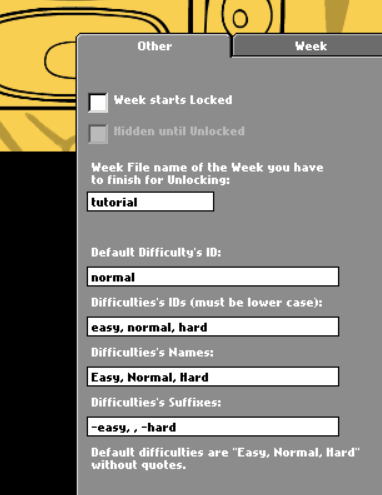 Other
Week
Week starts Locked
Hidden until Unlocked
Week File name of the Week you have
to finish for Unlocking:
tutorial
Default Difficulty's ID:
normal
Difficulties's IDs (must be lower case):
easy, normal, hard
Difficulties's Names:
Easy, Normal, Hard
Difficulties's Suffixes:
-easy, , -hard
Default difficulties are "Easy, Normal, Hard"
without quotes.